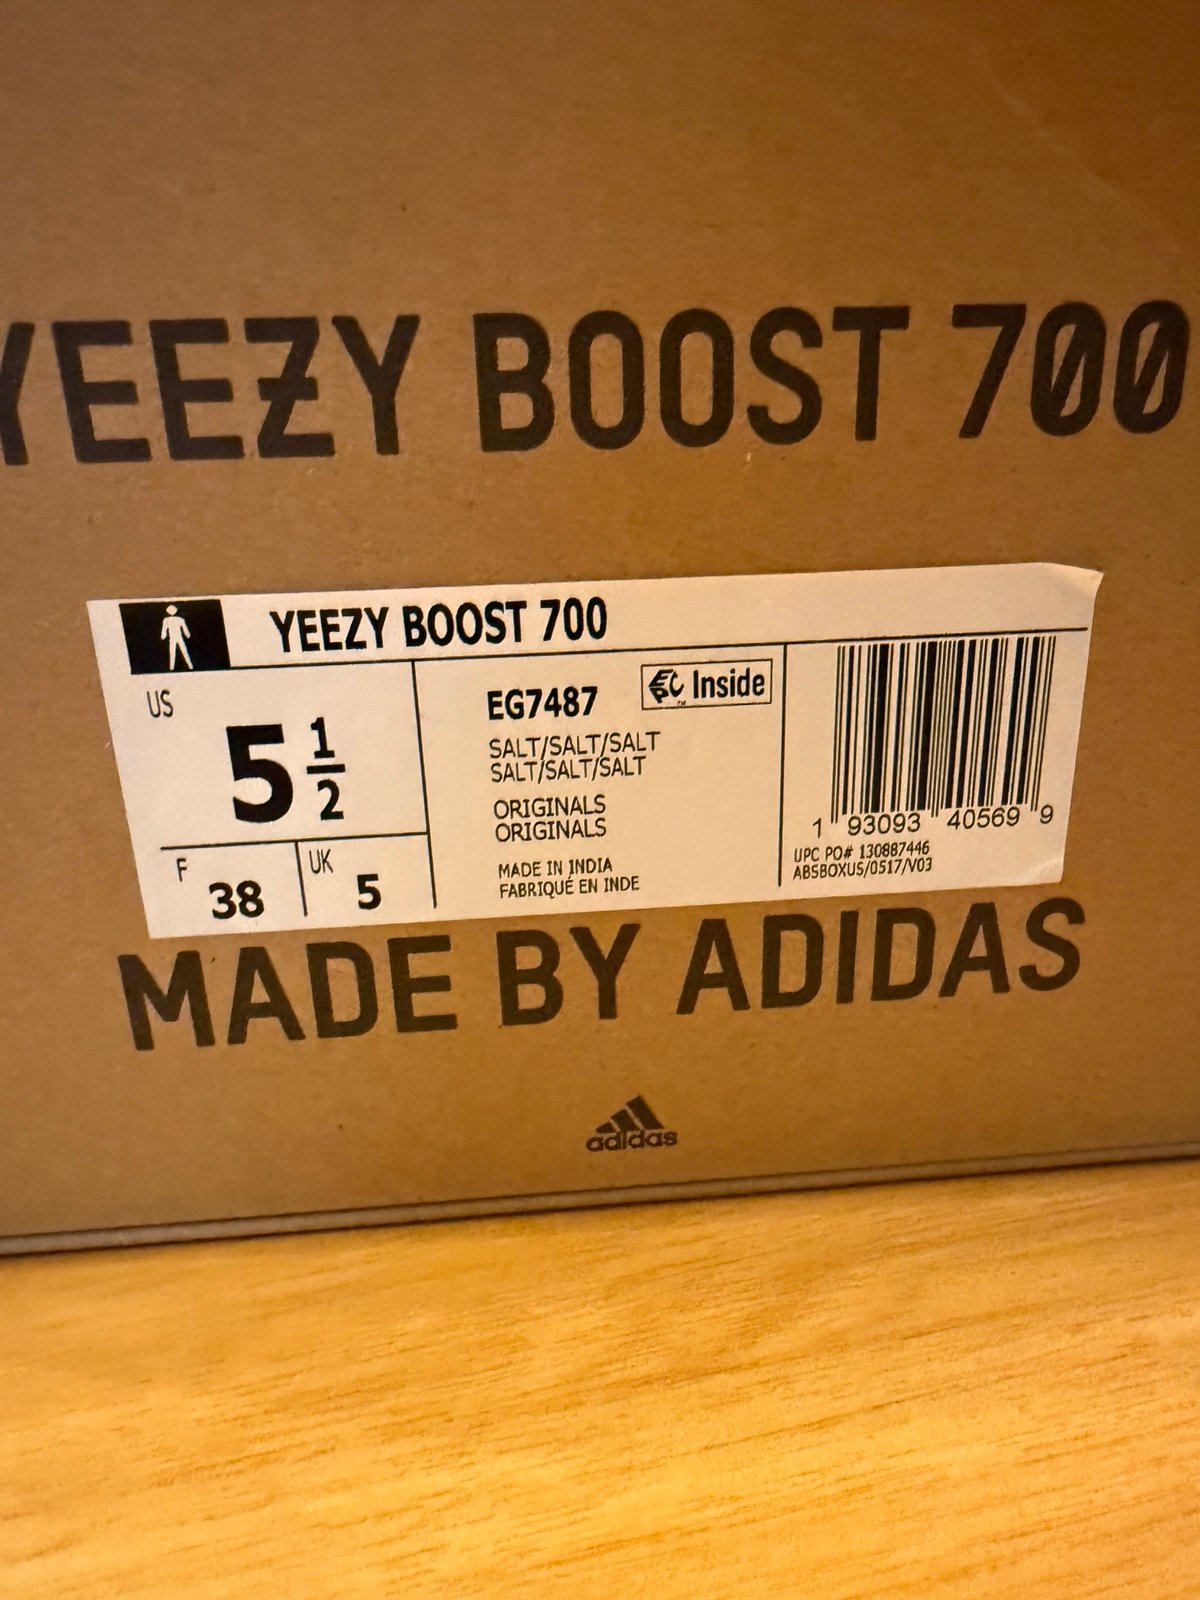 YEEZY BOOST 700
YEEZY BOOST 700
US
5 1/2
F
38
UK
5
EG7487
EPC Inside
SALT/SALT/SALT
SALT/SALT/SALT
ORIGINALS
ORIGINALS
MADE IN INDIA
FABRIQUÉ EN INDE
1 93093 40569 9
UPC PO# 130887446
ABSBOXUS/0517/V03
MADE BY ADIDAS
adidas